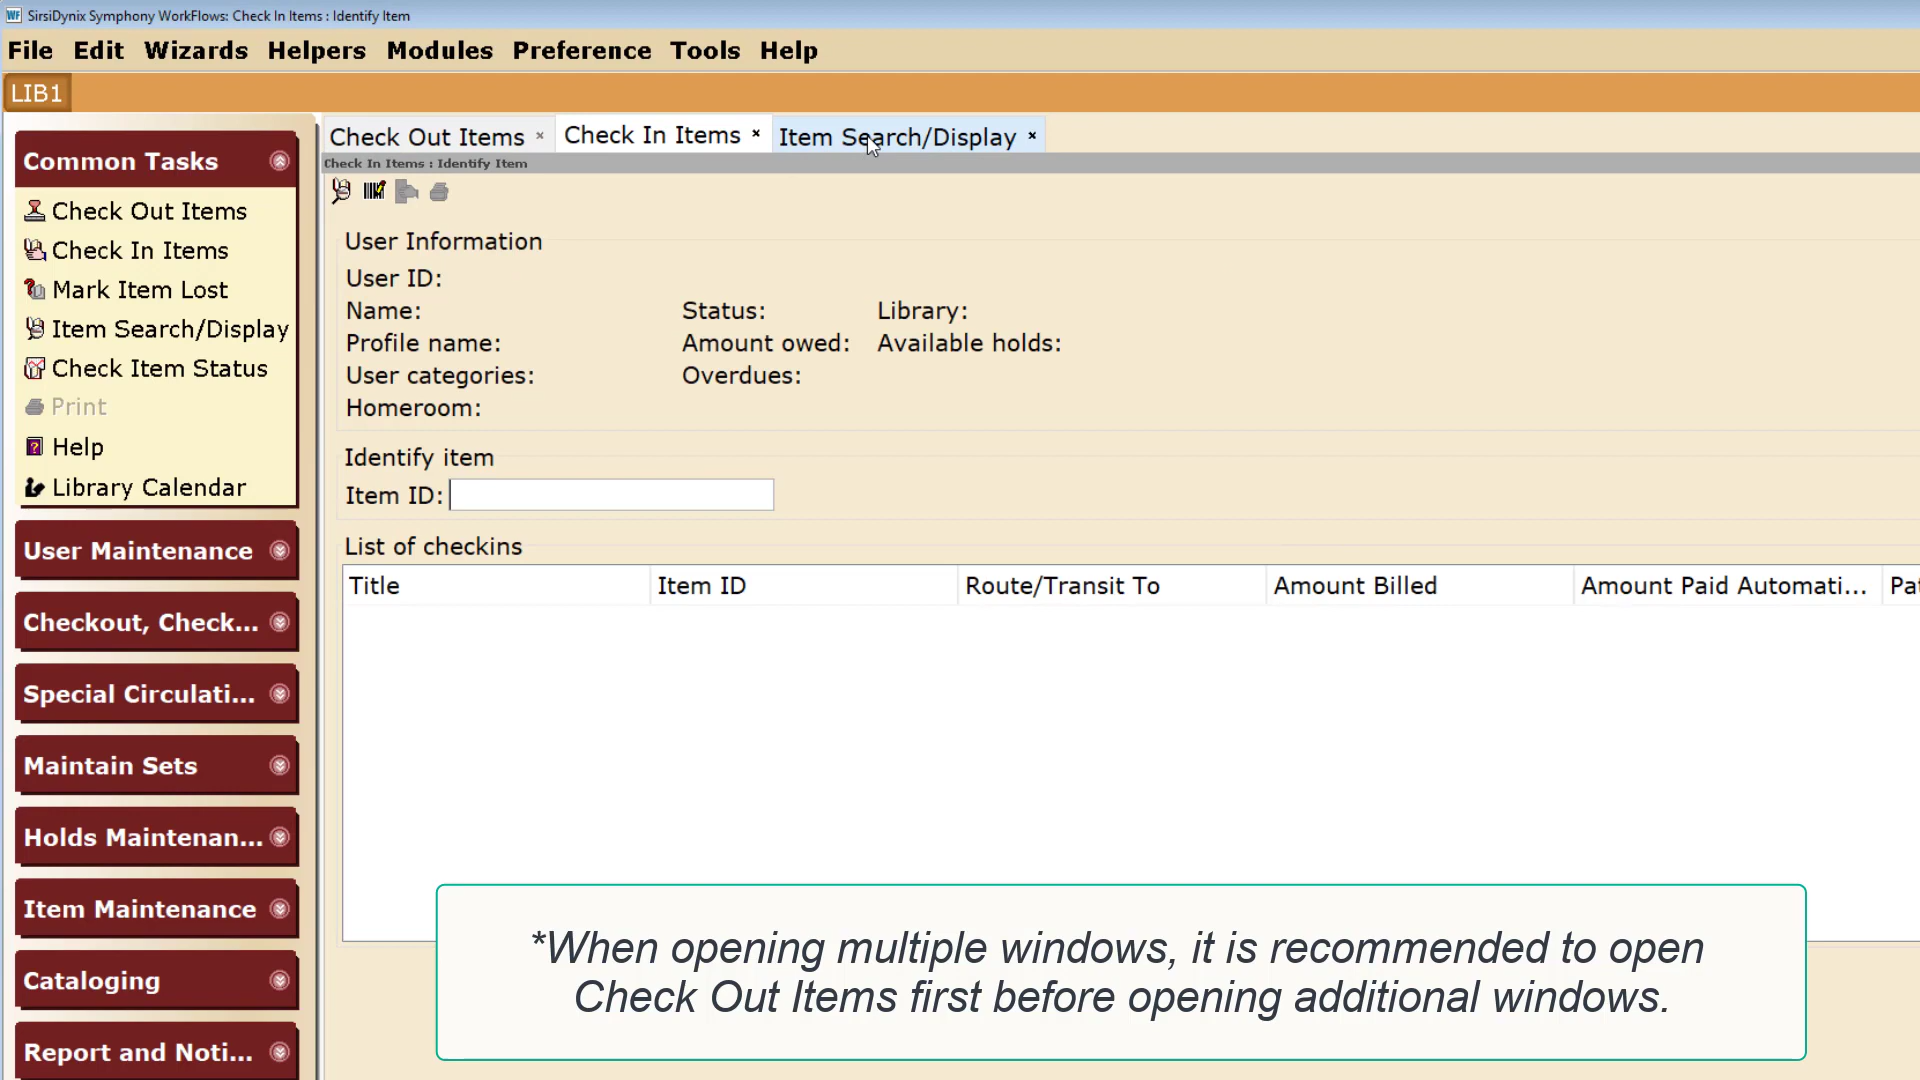 WF SirsiDynix Symphony WorkFlows: Check In Items : Identify Item
File Edit Wizards Helpers Modules Preference Tools Help
LIB1
Common Tasks
Check Out Items
Check In Items
Mark Item Lost
Item Search/Display
Check Item Status
Print
Help
Library Calendar
User Maintenance
Checkout, Check...
Special Circulati...
Maintain Sets
Holds Maintenan...
Item Maintenance
Cataloging
Report and Noti...
Check Out Items × Check In Items × Item Search/Display ×
Check In Items : Identify Item
User Information
User ID:
Name: Status: Library:
Profile name: Amount owed: Available holds:
User categories: Overdues:
Homeroom:
Identify item
Item ID:
List of checkins
Title Item ID Route/Transit To Amount Billed Amount Paid Automati... Pat
*When opening multiple windows, it is recommended to open
Check Out Items first before opening additional windows.